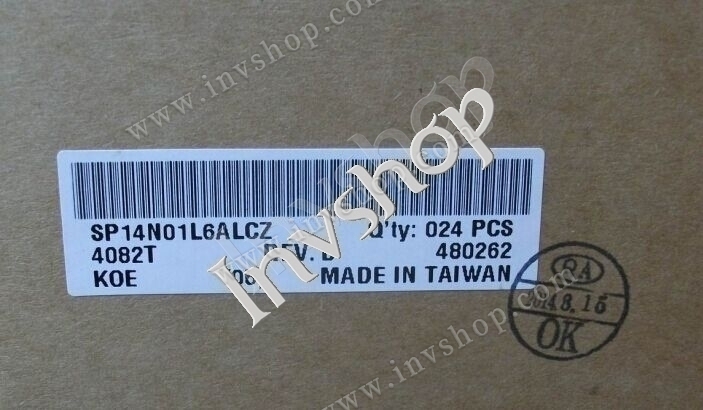 www.invshop.com
SP14N01L6ALCZ Q'ty: 024 PCS
4082T REV. 480262
KOE MADE IN TAIWAN
Invshop
OK
www.invshop.com